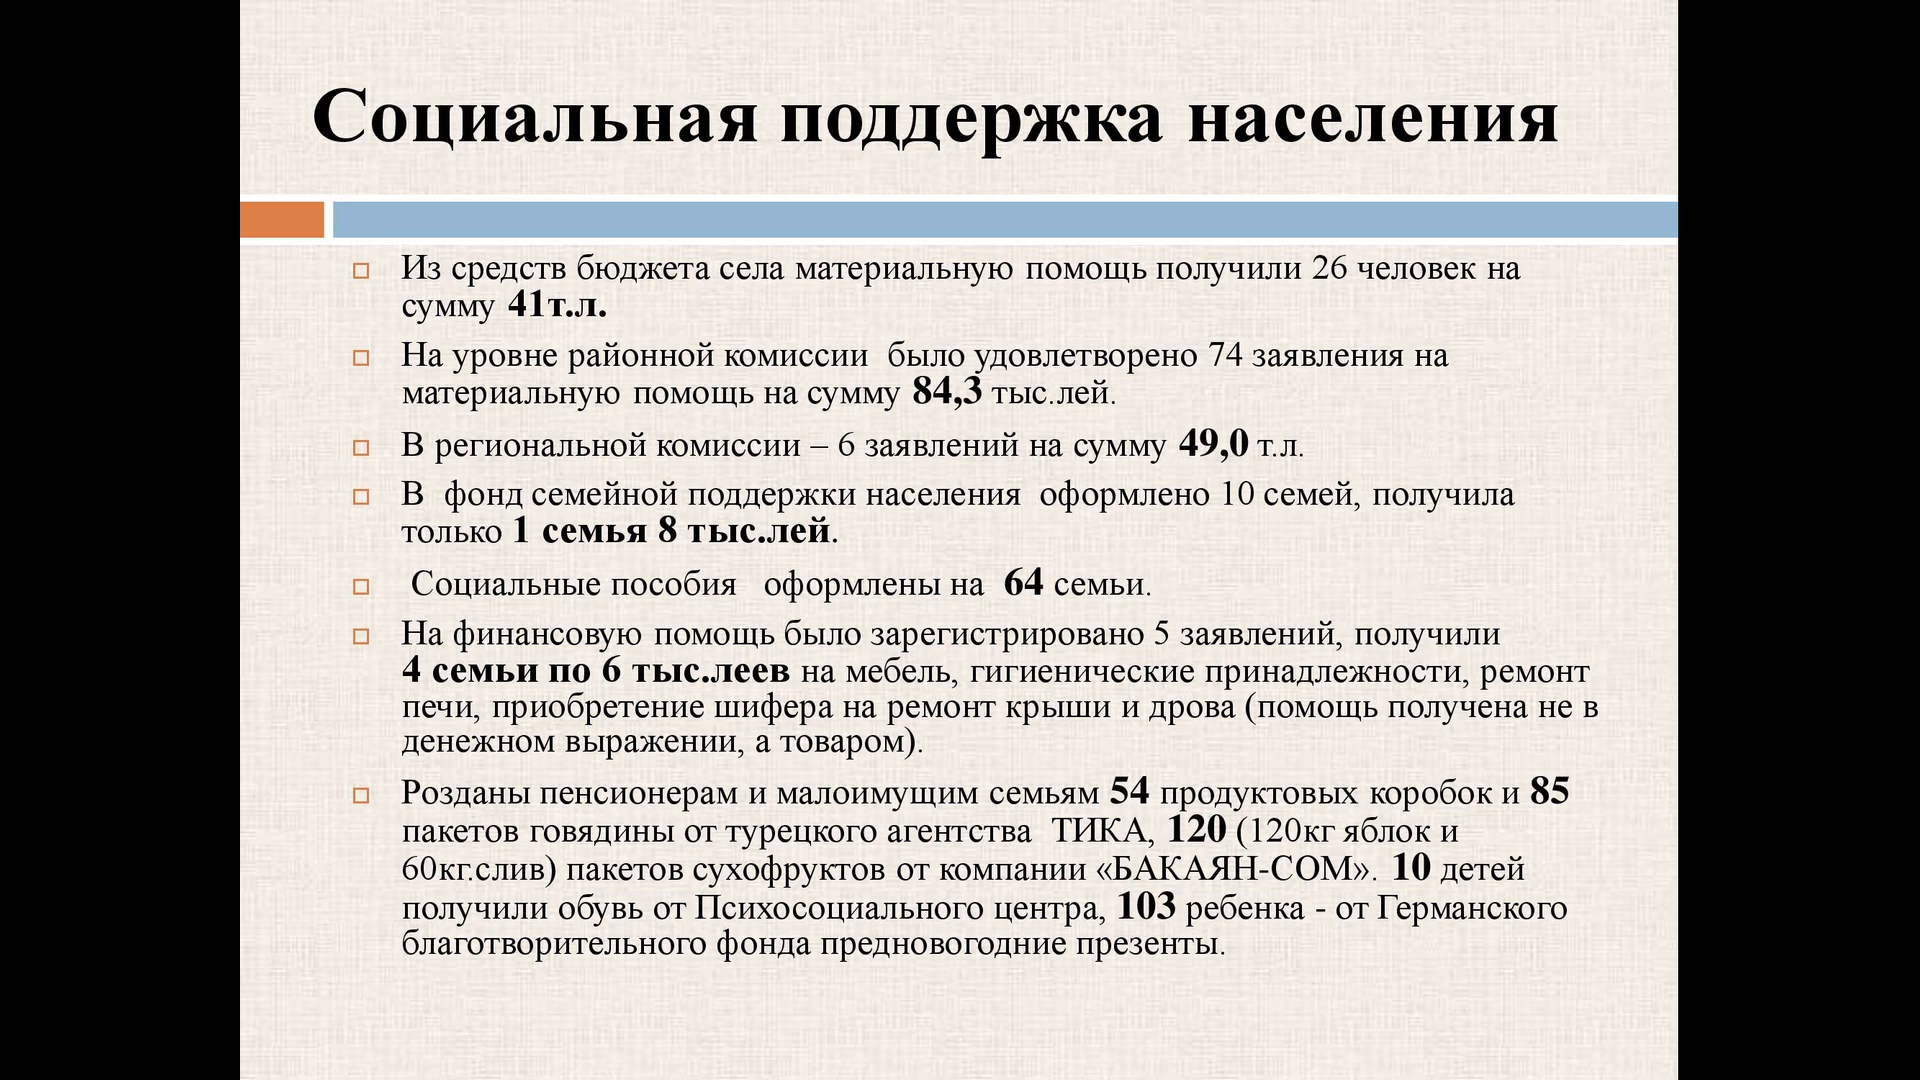 Социальная поддержка населения
Из средств бюджета села материальную помощь получили 26 человек на
сумму 41т.л.
На уровне районной комиссии было удовлетворено 74 заявления на
материальную помощь на сумму 84,3 тыс.лей.
В региональной комиссии – 6 заявлений на сумму 49,0 т.л.
В фонд семейной поддержки населения оформлено 10 семей, получила
только 1 семья 8 тыс.лей.
Социальные пособия оформлены на 64 семьи.
На финансовую помощь было зарегистрировано 5 заявлений, получили
4 семьи по 6 тыс.леев на мебель, гигиенические принадлежности, ремонт
печи, приобретение шифера на ремонт крыши и дрова (помощь получена не в
денежном выражении, а товаром).
Розданы пенсионерам и малоимущим семьям 54 продуктовых коробок и 85
пакетов говядины от турецкого агентства ТИКА, 120 (120кг яблок и
60кг.слив) пакетов сухофруктов от компании «БАКАЯН-СОМ». 10 детей
получили обувь от Психосоциального центра, 103 ребенка - от Германского
благотворительного фонда предновогодние презенты.